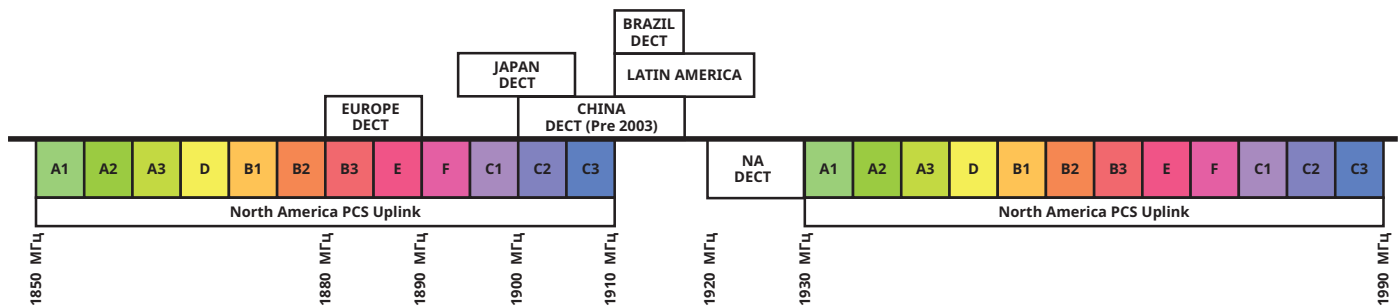 BRAZIL
DECT
JAPAN
DECT
LATIN AMERICA
EUROPE
DECT
CHINA
DECT (Pre 2003)
A1 A2 A3 D B1 B2 B3 E F C1 C2 C3
NA
DECT
A1 A2 A3 D B1 B2 B3 E F C1 C2 C3
North America PCS Uplink
North America PCS Uplink
1850 МГц
1880 МГц
1890 МГц
1900 МГц
1910 МГц
1920 МГц
1930 МГц
1990 МГц